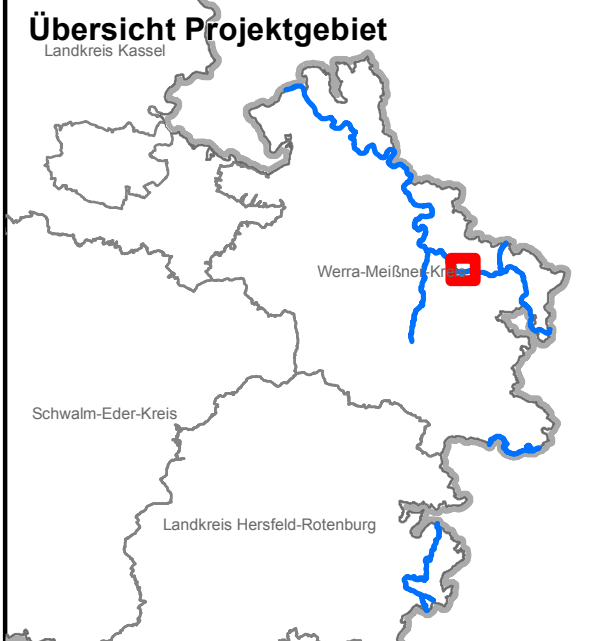 Übersicht Projektgebiet
Landkreis Kassel
Werra-Meißner-Kreis
Schwalm-Eder-Kreis
Landkreis Hersfeld-Rotenburg